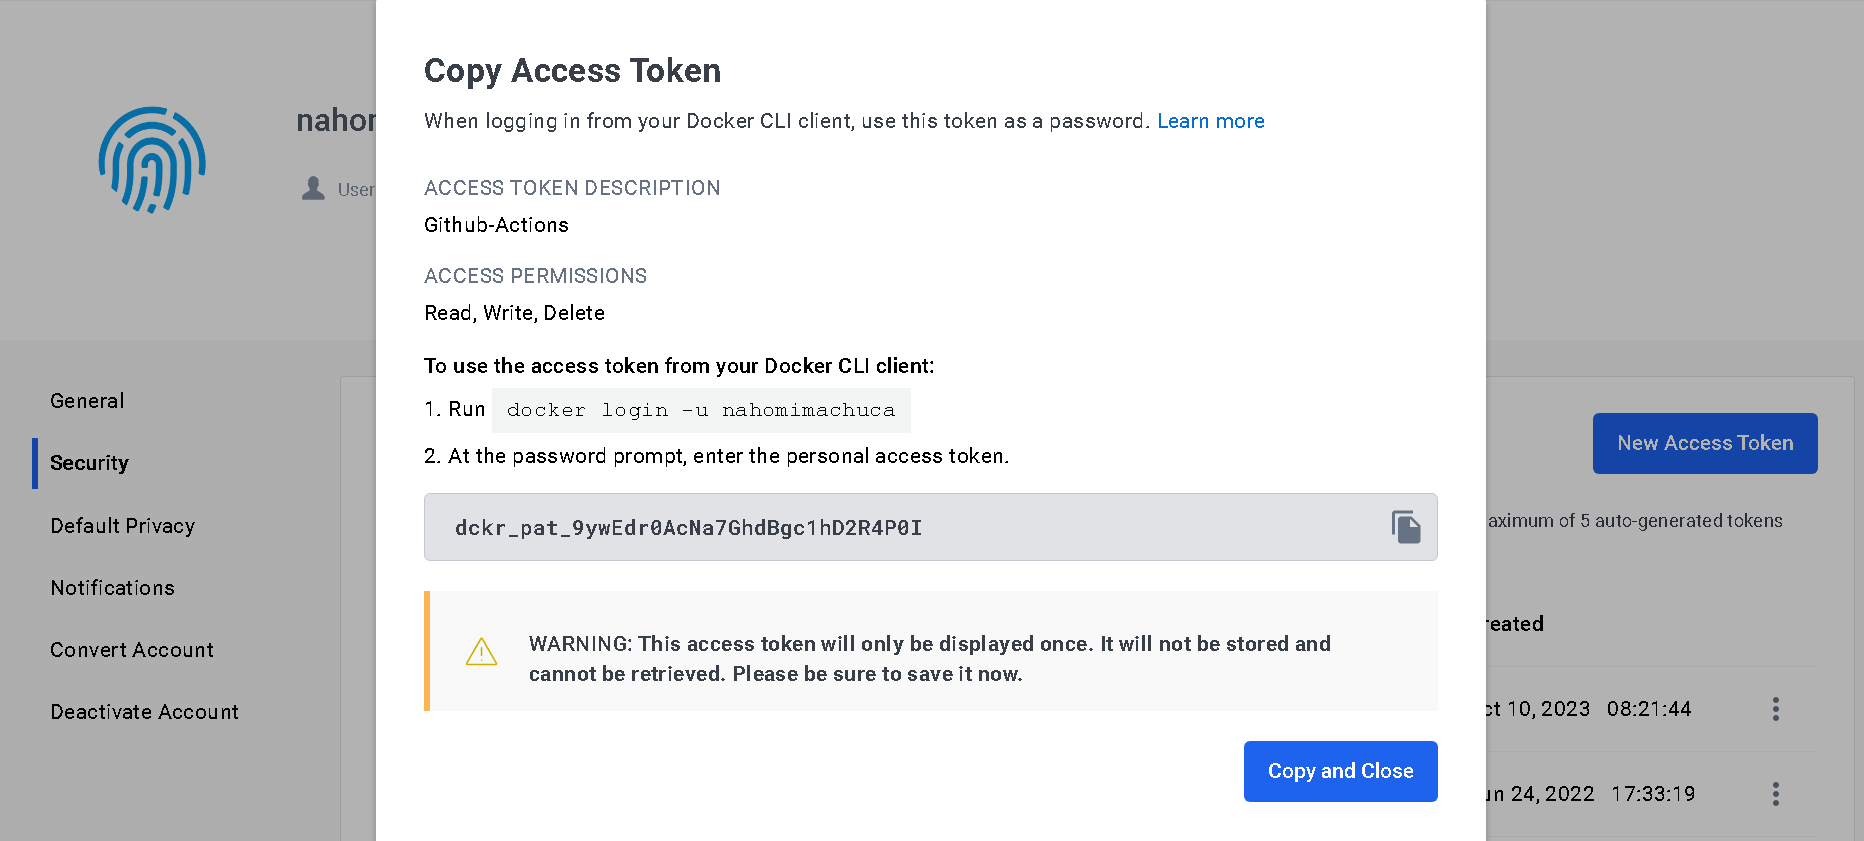 Copy Access Token
When logging in from your Docker CLI client, use this token as a password. Learn more
nahom
User
ACCESS TOKEN DESCRIPTION
Github-Actions
ACCESS PERMISSIONS
Read, Write, Delete
To use the access token from your Docker CLI client:
1. Run docker login -u nahomimachuca
2. At the password prompt, enter the personal access token.
dckr_pat_9ywEdr0AcNa7GhdBgc1hD2R4P0I
WARNING: This access token will only be displayed once. It will not be stored and
cannot be retrieved. Please be sure to save it now.
Copy and Close
General
Security
Default Privacy
Notifications
Convert Account
Deactivate Account
New Access Token
aximum of 5 auto-generated tokens
reated
ct 10, 2023 08:21:44
un 24, 2022 17:33:19